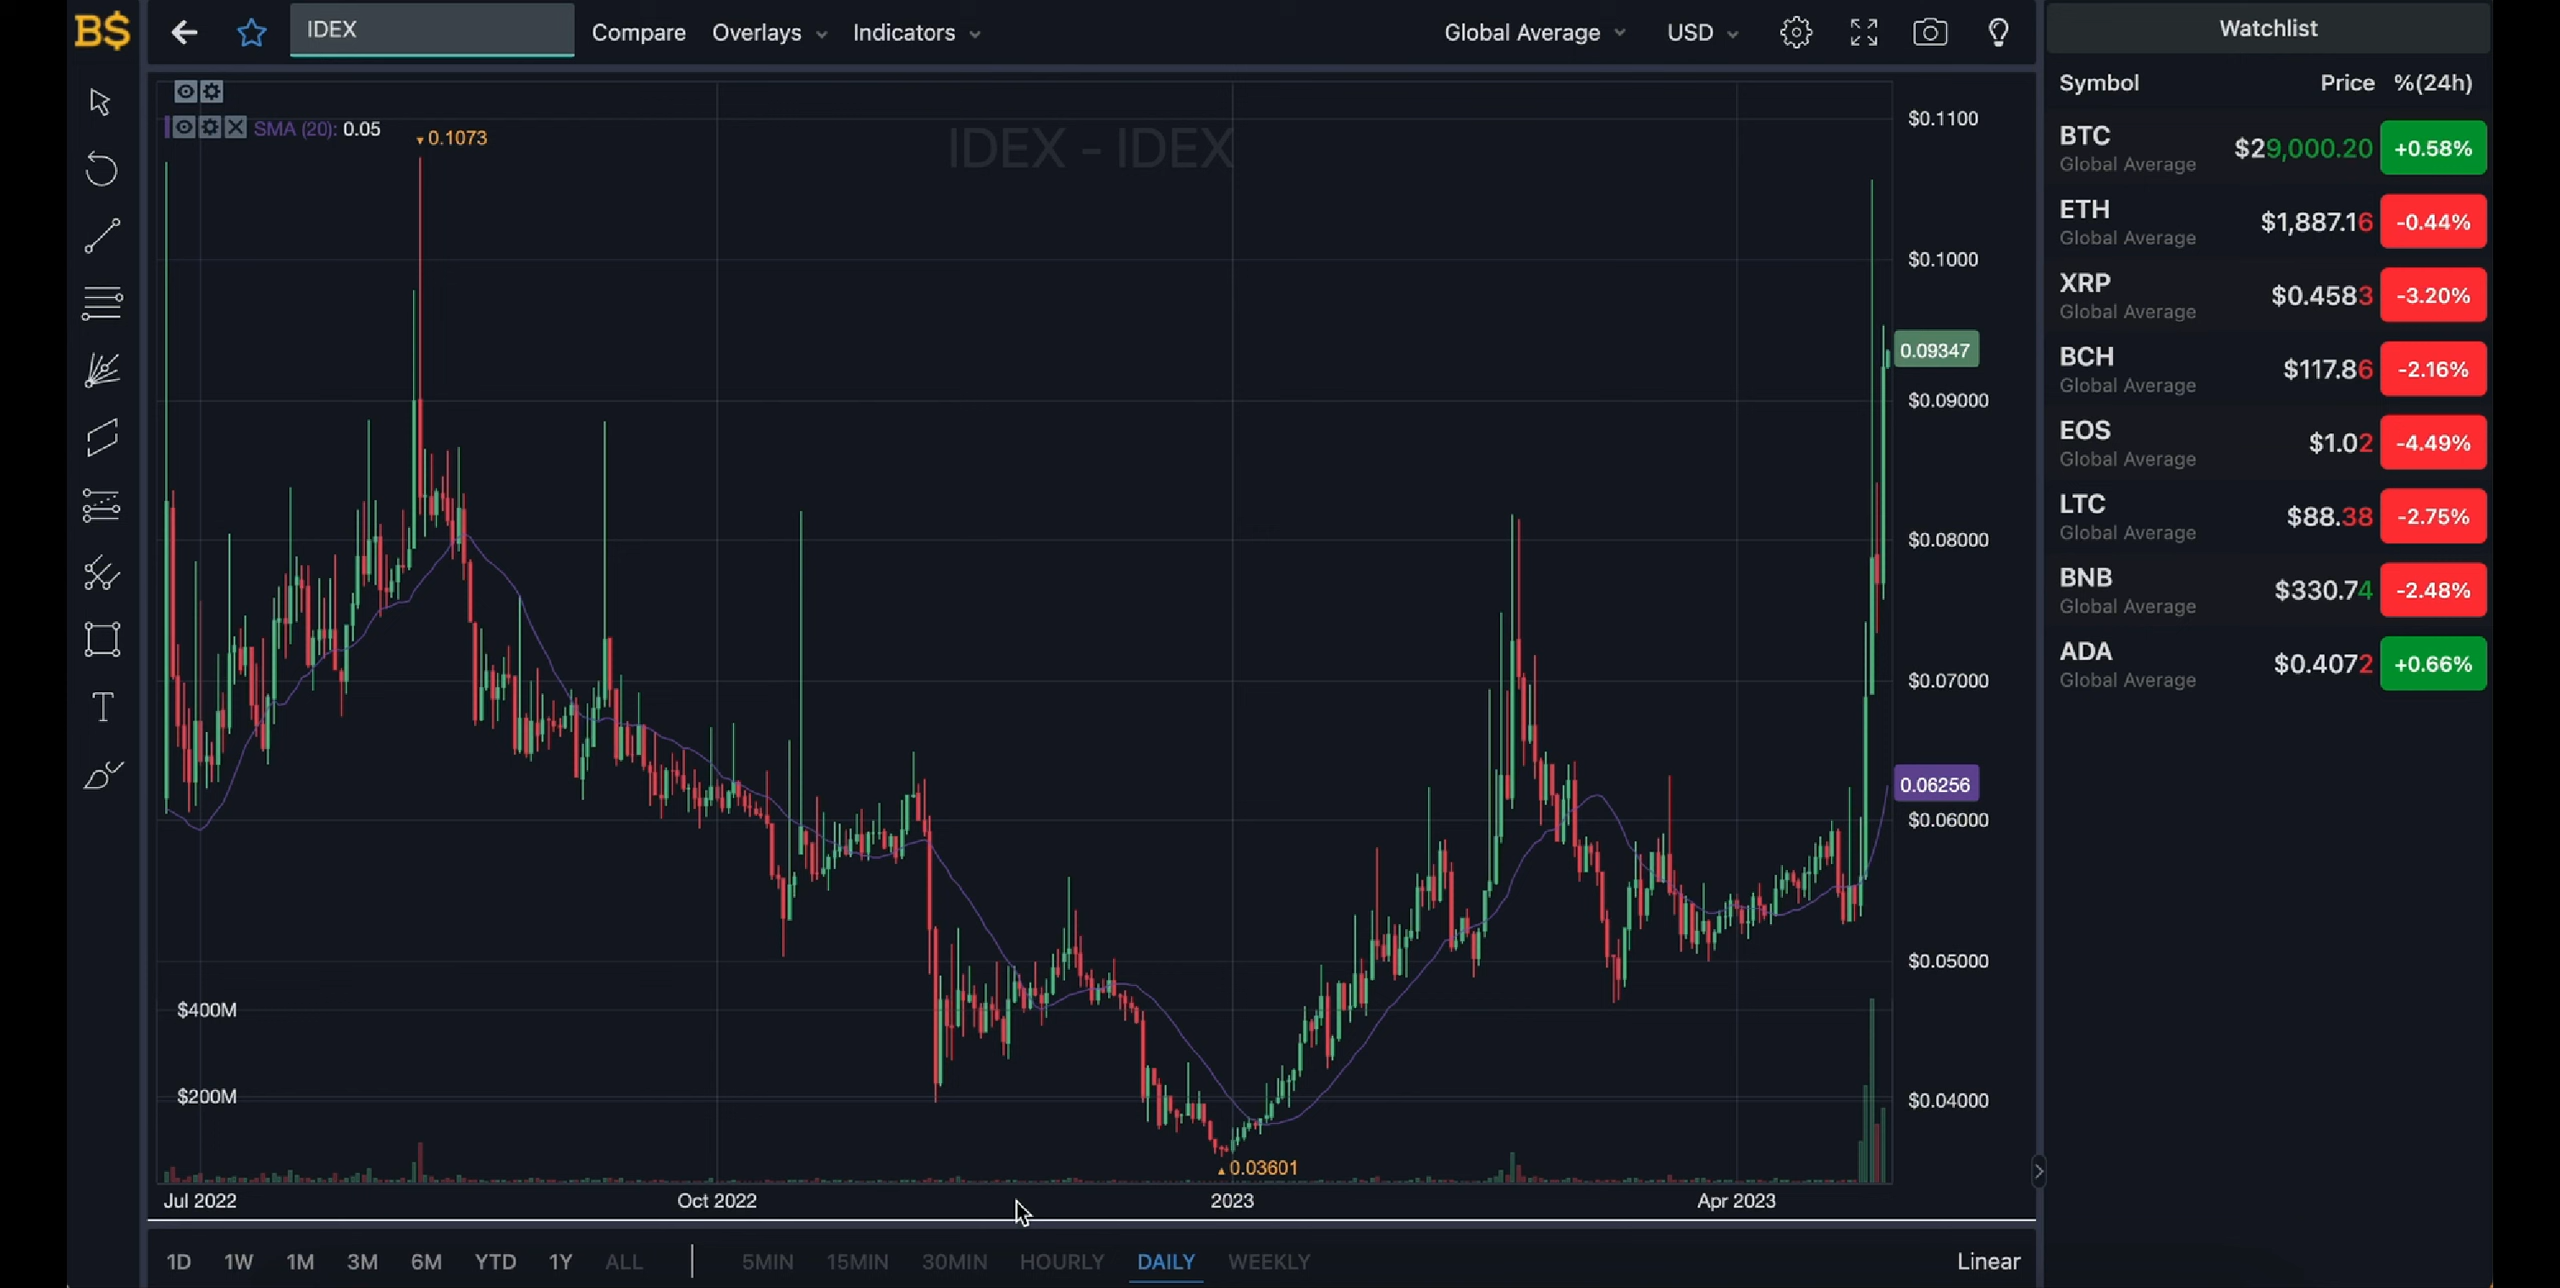 B$
IDEX
Compare
Overlays
Indicators
Global Average
USD
SMA (20): 0.05
0.1073
IDEX - IDEX
$0.1100
$0.1000
0.09347
$0.09000
$0.08000
$0.07000
0.06256
$0.06000
$0.05000
$0.04000
$400M
$200M
0.03601
Jul 2022
Oct 2022
2023
Apr 2023
1D 1W 1M 3M 6M YTD 1Y ALL
5MIN 15MIN 30MIN HOURLY DAILY WEEKLY
Linear
Watchlist
Symbol Price %(24h)
BTC $29,000.20 +0.58%
Global Average
ETH $1,887.16 -0.44%
Global Average
XRP $0.4583 -3.20%
Global Average
BCH $117.86 -2.16%
Global Average
EOS $1.02 -4.49%
Global Average
LTC $88.38 -2.75%
Global Average
BNB $330.74 -2.48%
Global Average
ADA $0.4072 +0.66%
Global Average
T